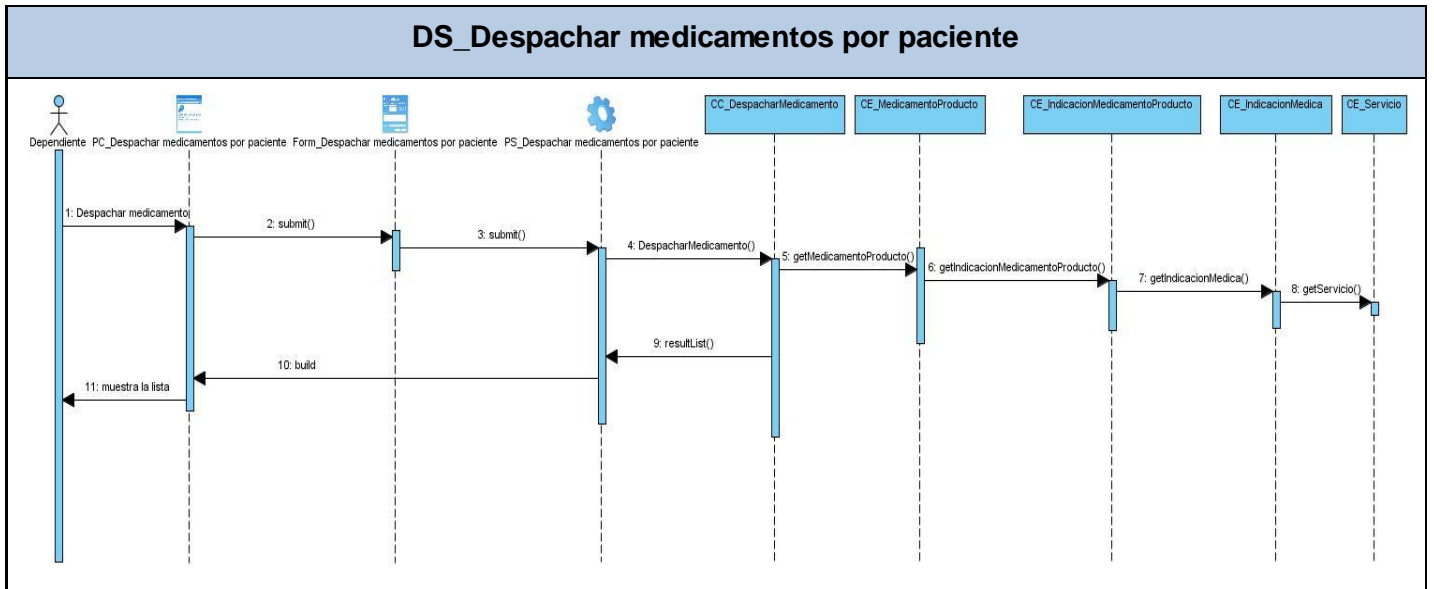 DS_Despachar medicamentos por paciente
Dependiente
PC_Despachar medicamentos por paciente
Form_Despachar medicamentos por paciente
PS_Despachar medicamentos por paciente
CC_DespacharMedicamento
CE_MedicamentoProducto
CE_IndicacionMedicamentoProducto
CE_IndicacionMedica
CE_Servicio
1: Despachar medicamento
2: submit()
3: submit()
4: DespacharMedicamento()
5: getMedicamentoProducto()
6: getIndicacionMedicamentoProducto()
7: getIndicacionMedica()
8: getServicio()
9: resultList()
10: build
11: muestra la lista